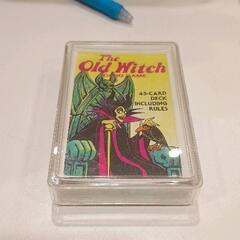 The
Old Witch
CARD GAME
45-CARD
DECK
INCLUDING
RULES